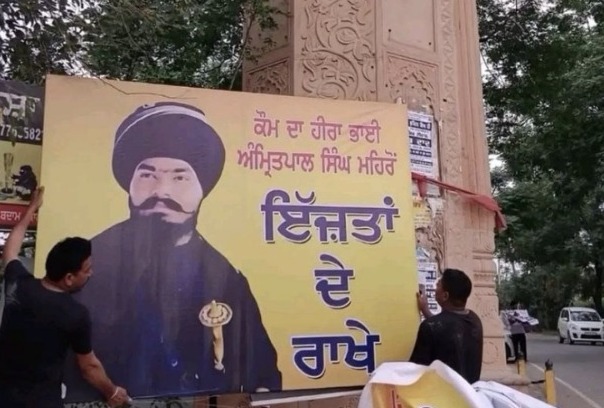 ਕੌਮ ਦਾ ਹੀਰਾ ਭਾਈ
ਅੰਮ੍ਰਿਤਪਾਲ ਸਿੰਘ ਮਹਿਰੋਂ
ਇੱਜ਼ਤਾਂ
ਦੇ
ਰਾਖੇ